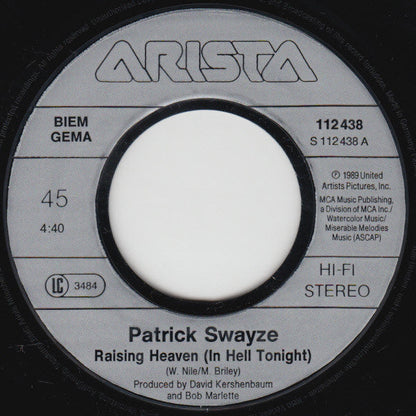 ARISTA
BIEM
GEMA
112 438
S 112 438 A
℗ 1989 United
Artists Pictures, Inc.
MCA Music Publishing,
a Division of MCA Inc./
Watercolor Music/
Miserable Melodies
Music (ASCAP)
45
4:40
LC 3484
HI-FI
STEREO
Patrick Swayze
Raising Heaven (In Hell Tonight)
(W. Nile/M. Briley)
Produced by David Kershenbaum
and Bob Marlette